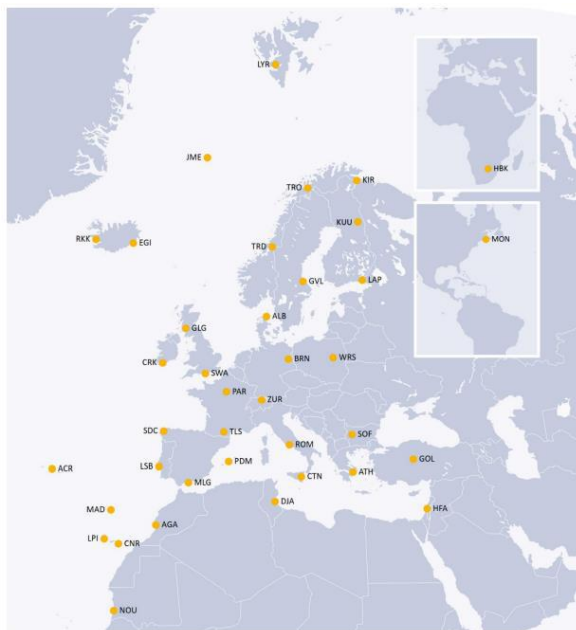 LYR
HBK
JME
KIR
TRO
KUU
RKK
EGI
TRD
MON
GVL
LAP
ALB
GLG
BRN
WRS
CRK
SWA
PAR
ZUR
SDC
TLS
SOF
ROM
GOL
ACR
LSB
PDM
ATH
CTN
MLG
DJA
MAD
HFA
AGA
LPI
CNR
NOU